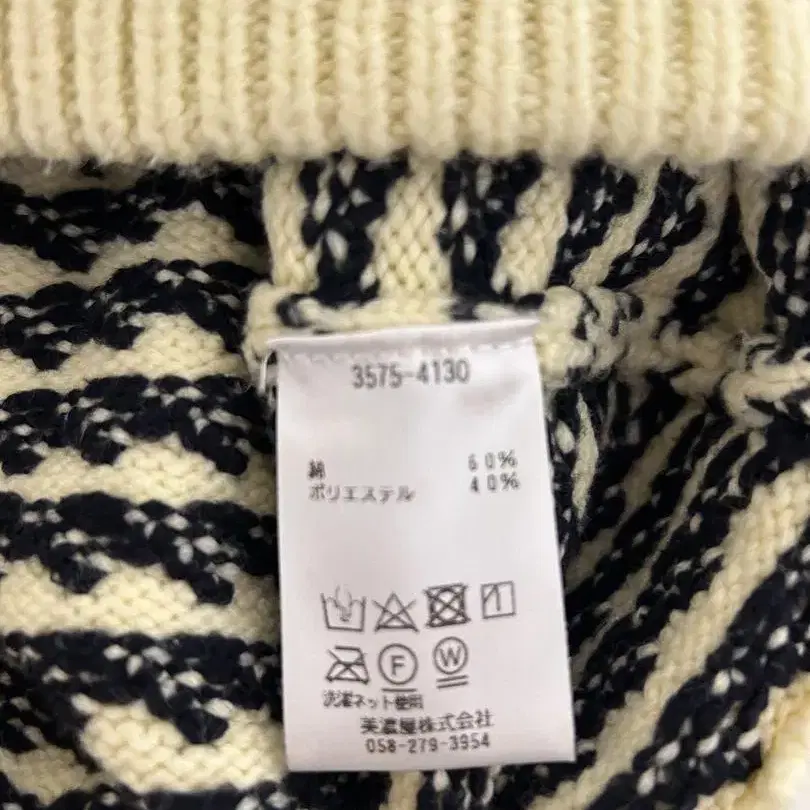 3575-4130
綿 60%
ポリエステル 40%
F W
洗濯ネット使用
美濃屋株式会社
058-279-3954